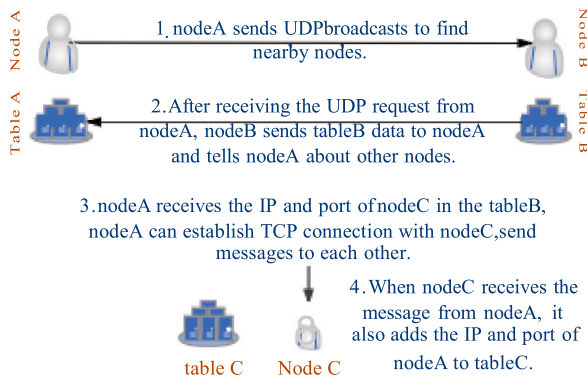 Node A
1.nodeA sends UDPbroadcasts to find
nearby nodes.
Node B
Table A
2.After receiving the UDP request from
nodeA, nodeB sends tableB data to nodeA
and tells nodeA about other nodes.
Table B
3.nodeA receives the IP and port of nodeC in the tableB,
nodeA can establish TCP connection with nodeC,send
messages to each other.
4.When nodeC receives the
message from nodeA, it
also adds the IP and port of
nodeA to tableC.
table C
Node C